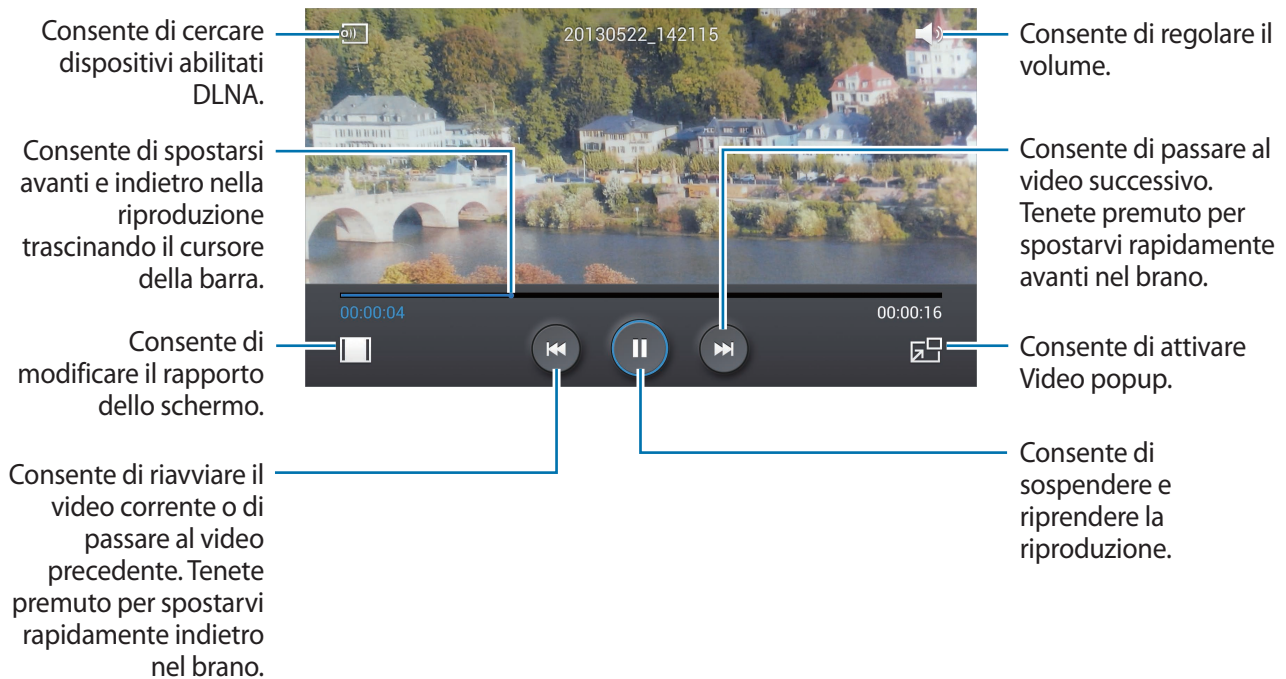 Consente di cercare
dispositivi abilitati
DLNA.
Consente di spostarsi
avanti e indietro nella
riproduzione
trascinando il cursore
della barra.
Consente di
modificare il rapporto
dello schermo.
Consente di riavviare il
video corrente o di
passare al video
precedente. Tenete
premuto per spostarvi
rapidamente indietro
nel brano.
20130522_142115
00:00:04
00:00:16
Consente di regolare il
volume.
Consente di passare al
video successivo.
Tenete premuto per
spostarvi rapidamente
avanti nel brano.
Consente di attivare
Video popup.
Consente di
sospendere e
riprendere la
riproduzione.